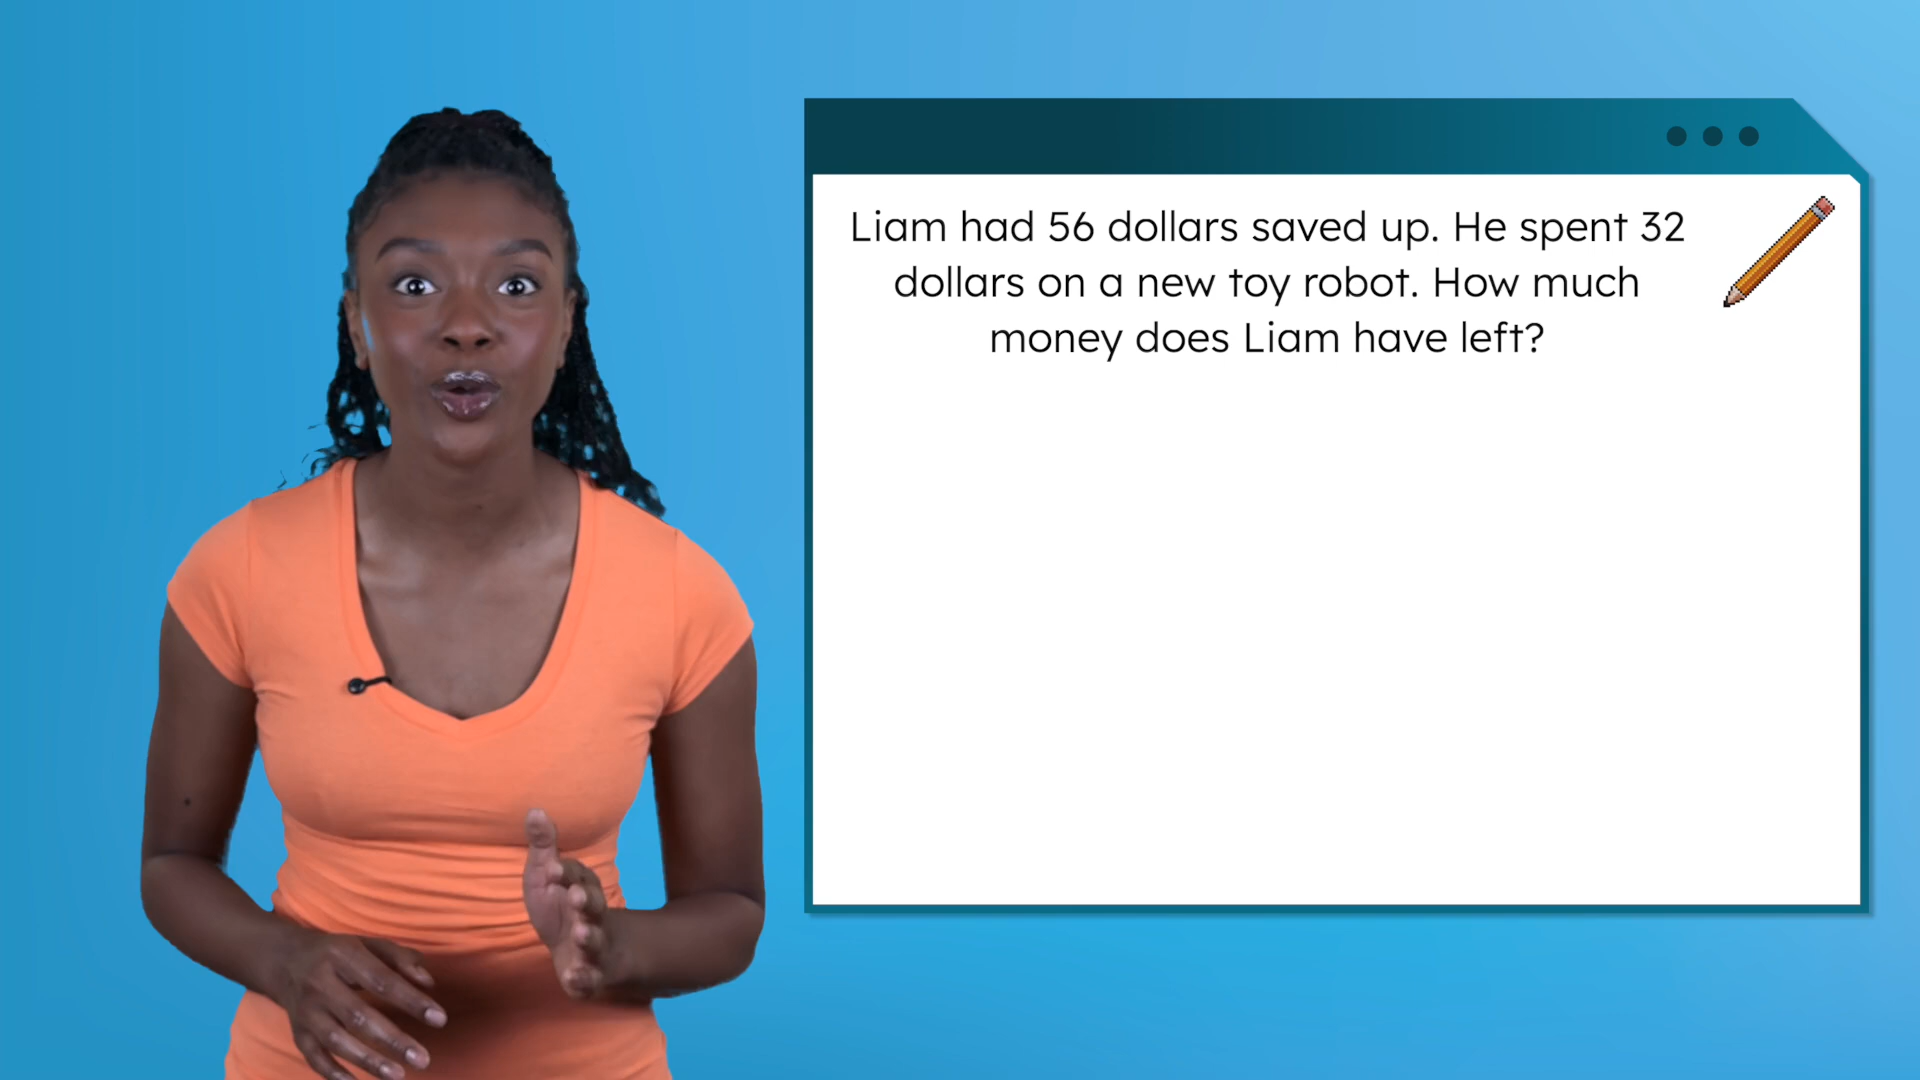 Liam had 56 dollars saved up. He spent 32
dollars on a new toy robot. How much
money does Liam have left?